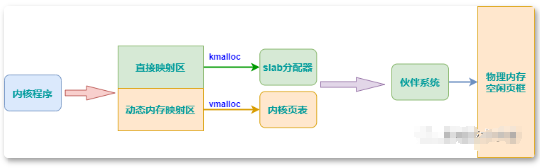 内核程序
直接映射区
动态内存映射区
kmalloc
vmalloc
slab分配器
内核页表
伙伴系统
物理内存
空闲页框